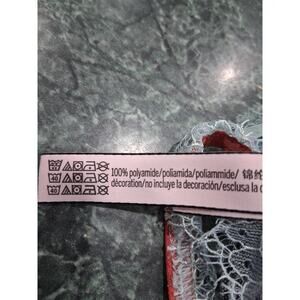 100% polyamide/poliamida/poliammide/ 锦纶
décoration/no incluye la decoración/esclusa la d